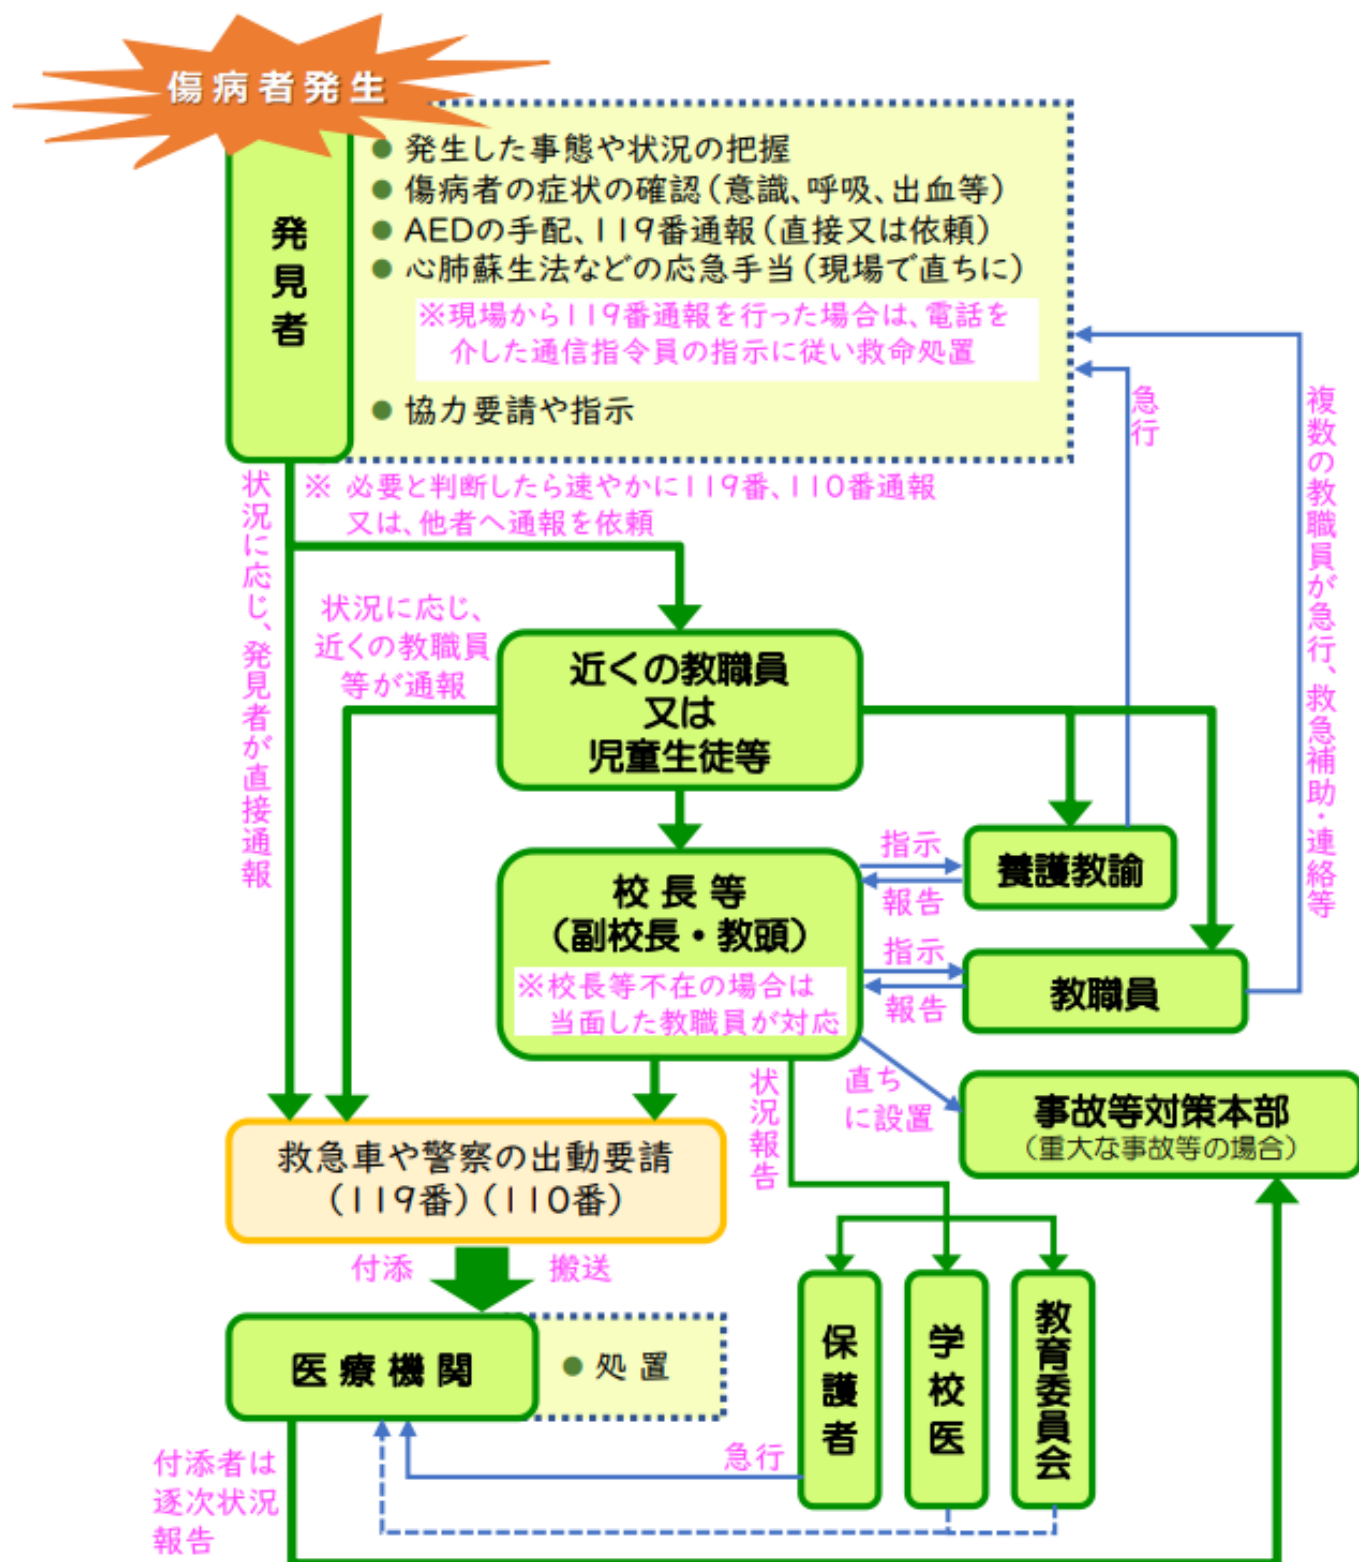 傷病者発生
発見者
● 発生した事態や状況の把握
● 傷病者の症状の確認（意識、呼吸、出血等）
● AEDの手配、119番通報（直接又は依頼）
● 心肺蘇生法などの応急手当（現場で直ちに）
※現場から119番通報を行った場合は、電話を
介した通信指令員の指示に従い救命処置
● 協力要請や指示
急行
複数の教職員が急行、救急補助・連絡等
状況に応じ、発見者が直接通報
※ 必要と判断したら速やかに119番、110番通報
又は、他者へ通報を依頼
状況に応じ、
近くの教職員
等が通報
近くの教職員
又は
児童生徒等
校長等
（副校長・教頭）
※校長等不在の場合は
当面した教職員が対応
指示
報告
養護教諭
指示
報告
教職員
状況報告
直ち
に設置
事故等対策本部
（重大な事故等の場合）
救急車や警察の出動要請
（119番）（110番）
付添
搬送
医療機関
● 処置
保護者
学校医
教育委員会
急行
付添者は
逐次状況
報告